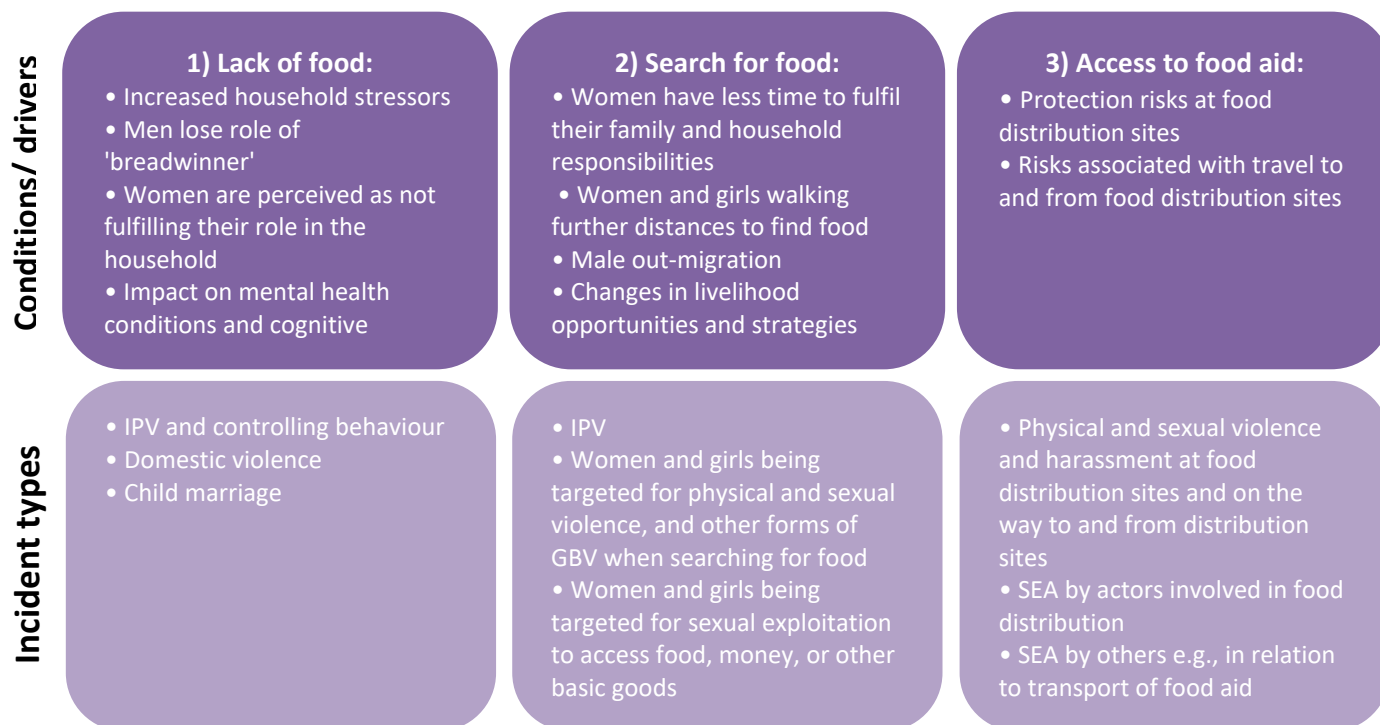 Conditions/ drivers
1) Lack of food:
• Increased household stressors
• Men lose role of
'breadwinner'
• Women are perceived as not
fulfilling their role in the
household
• Impact on mental health
conditions and cognitive
2) Search for food:
• Women have less time to fulfil
their family and household
responsibilities
• Women and girls walking
further distances to find food
• Male out-migration
• Changes in livelihood
opportunities and strategies
3) Access to food aid:
• Protection risks at food
distribution sites
• Risks associated with travel to
and from food distribution sites
Incident types
• IPV and controlling behaviour
• Domestic violence
• Child marriage
• IPV
• Women and girls being
targeted for physical and sexual
violence, and other forms of
GBV when searching for food
• Women and girls being
targeted for sexual exploitation
to access food, money, or other
basic goods
• Physical and sexual violence
and harassment at food
distribution sites and on the
way to and from distribution
sites
• SEA by actors involved in food
distribution
• SEA by others e.g., in relation
to transport of food aid